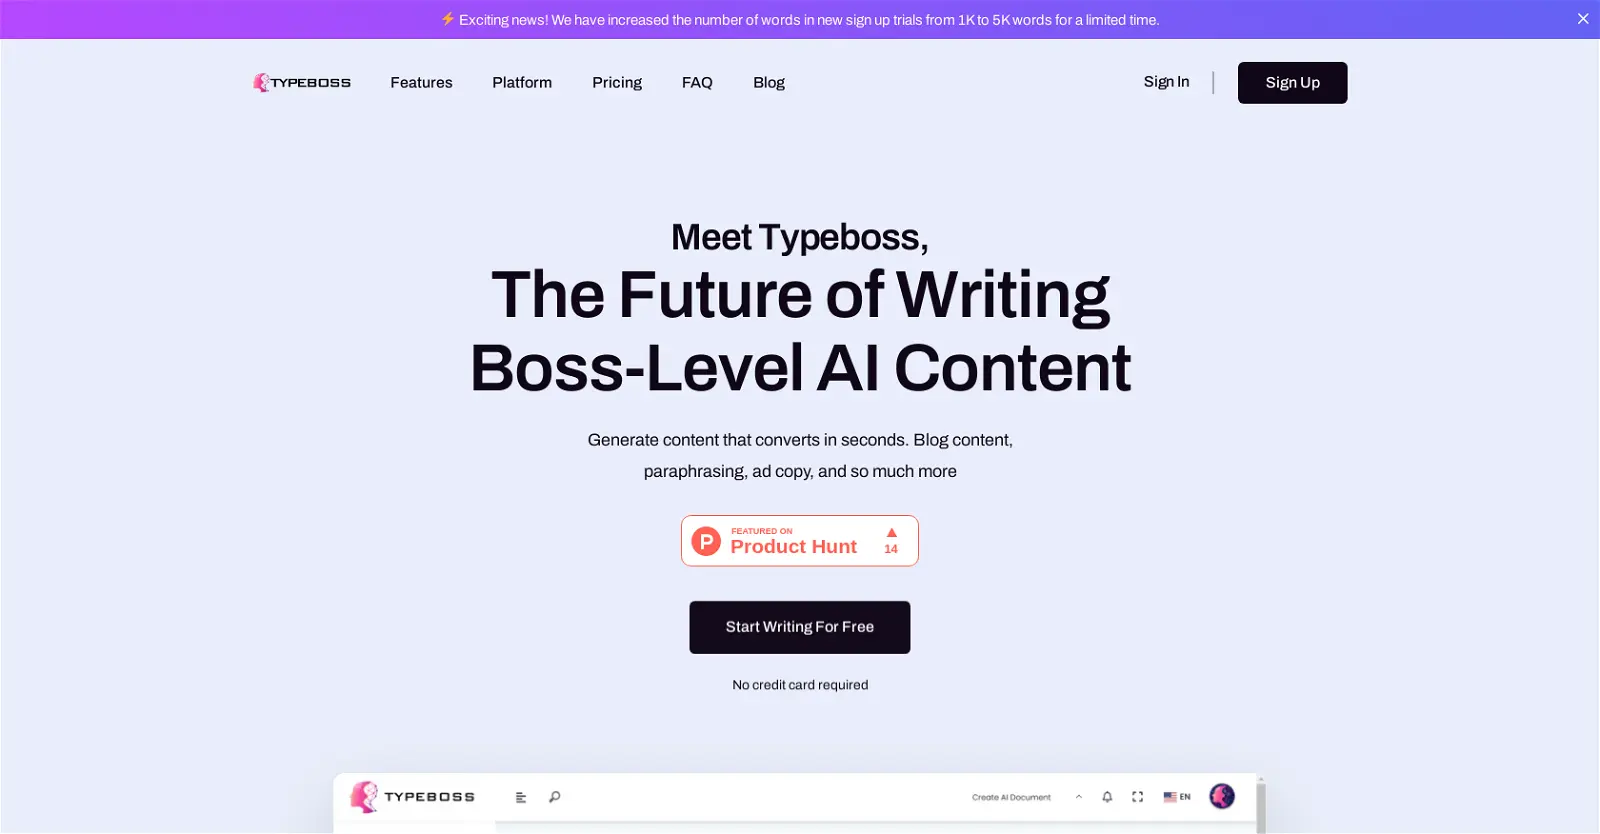 ⚡ Exciting news! We have increased the number of words in new sign up trials from 1K to 5K words for a limited time.
TYPEBOSS Features Platform Pricing FAQ Blog Sign In Sign Up
Meet Typeboss,
The Future of Writing
Boss-Level AI Content
Generate content that converts in seconds. Blog content,
paraphrasing, ad copy, and so much more
P FEATURED ON
Product Hunt 14
Start Writing For Free
No credit card required
TYPEBOSS Create AI Document EN